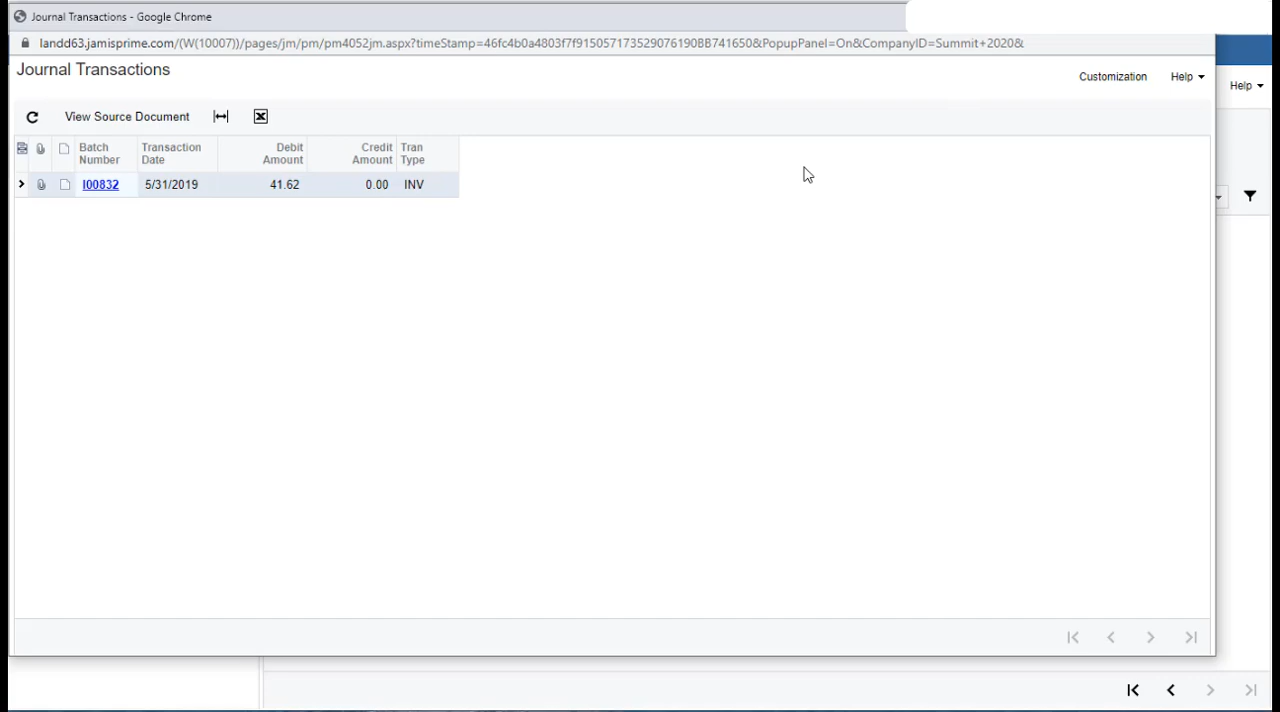 Journal Transactions - Google Chrome
landd63.jamisprime.com/(W(10007))/pages/jm/pm/pm4052jm.aspx?timeStamp=46fc4b0a4803f7f915057173529076190BB741650&PopupPanel=On&CompanyID=Summit+2020&
Journal Transactions
Customization Help
Help
View Source Document
Batch Number Transaction Date Debit Amount Credit Amount Tran Type
I00832 5/31/2019 41.62 0.00 INV